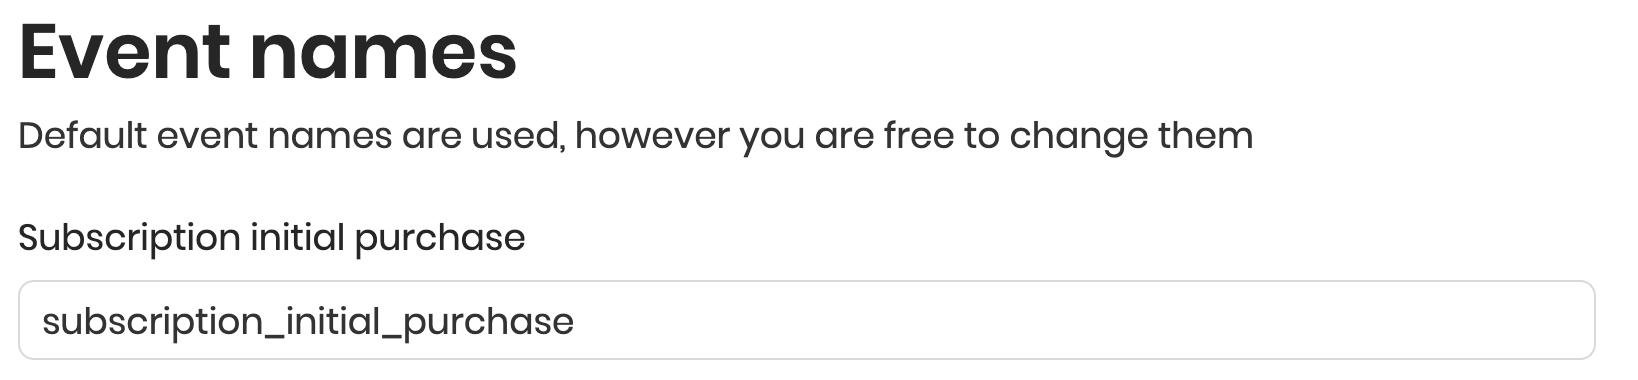 Event names
Default event names are used, however you are free to change them
Subscription initial purchase
subscription_initial_purchase